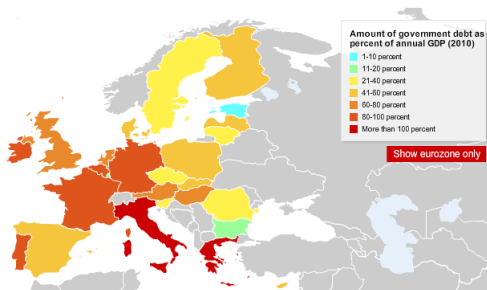 Amount of government debt as
percent of annual GDP (2010)
1-10 percent
11-20 percent
21-40 percent
41-60 percent
60-80 percent
80-100 percent
More than 100 percent
Show eurozone only